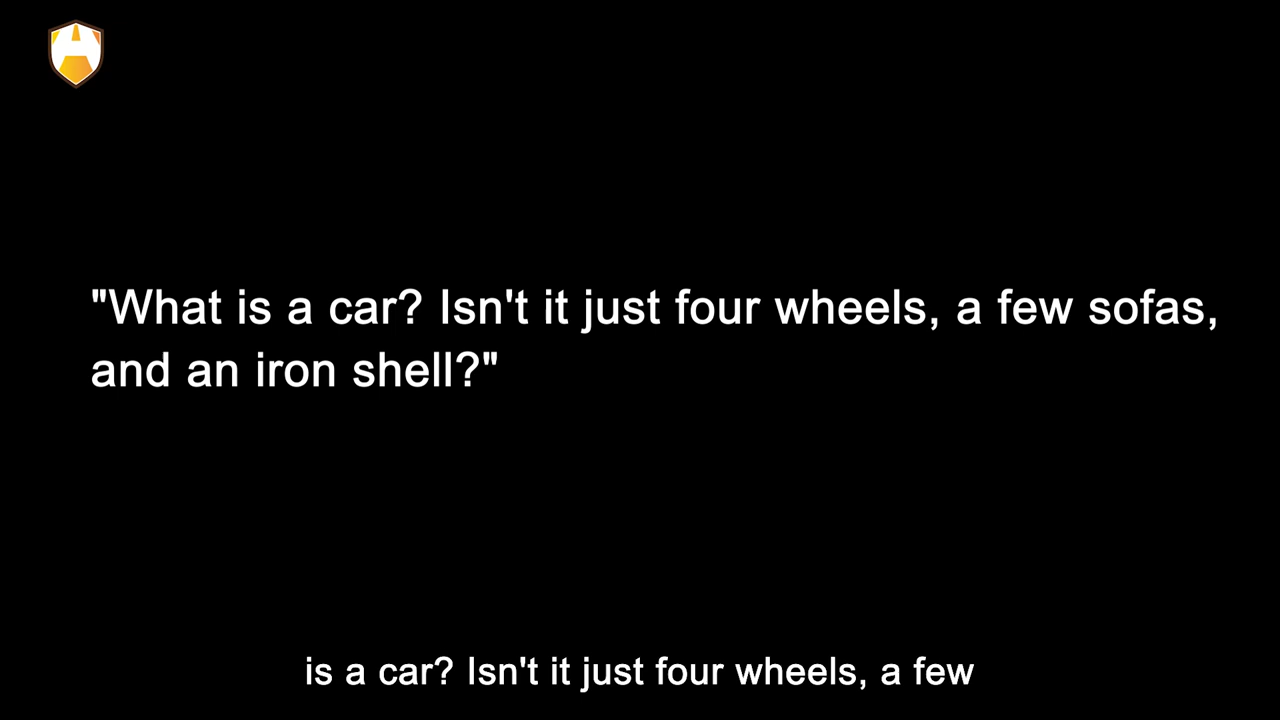 "What is a car? Isn't it just four wheels, a few sofas,
and an iron shell?"
is a car? Isn't it just four wheels, a few